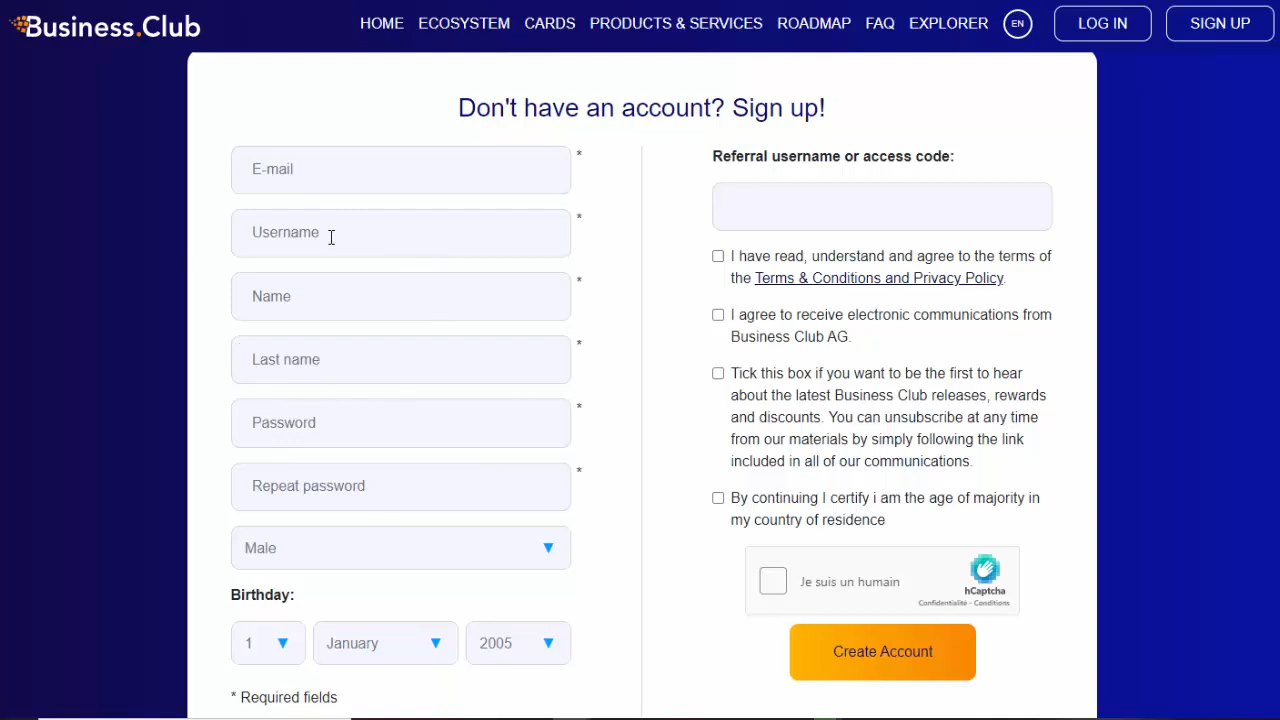 Business.Club
HOME ECOSYSTEM CARDS PRODUCTS & SERVICES ROADMAP FAQ EXPLORER EN LOG IN SIGN UP
Don't have an account? Sign up!
E-mail *
Username *
Name *
Last name *
Password *
Repeat password *
Male
Birthday:
1 January 2005
* Required fields
Referral username or access code:
I have read, understand and agree to the terms of
the Terms & Conditions and Privacy Policy.
I agree to receive electronic communications from
Business Club AG.
Tick this box if you want to be the first to hear
about the latest Business Club releases, rewards
and discounts. You can unsubscribe at any time
from our materials by simply following the link
included in all of our communications.
By continuing I certify i am the age of majority in
my country of residence
Je suis un humain
hCaptcha
Confidentialité - Conditions
Create Account